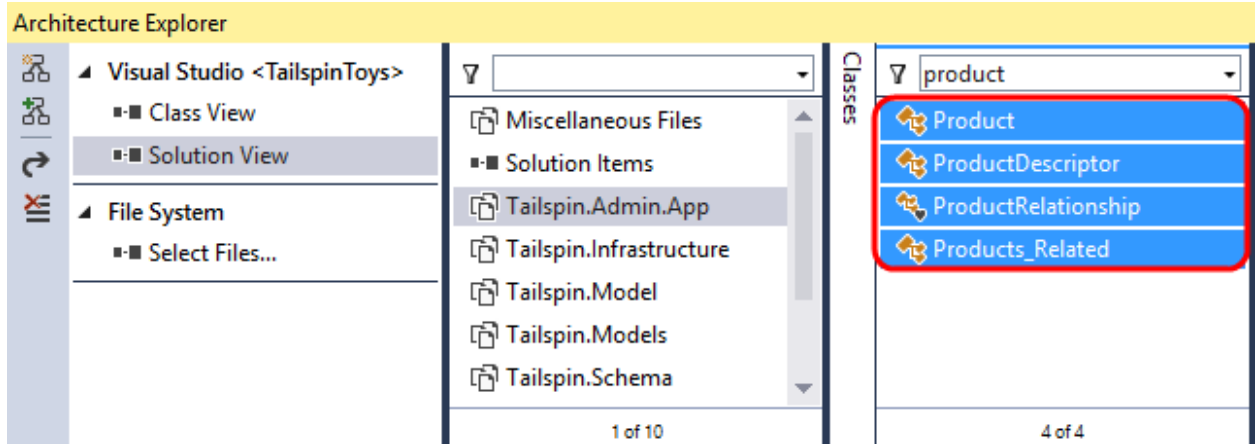 Architecture Explorer
Visual Studio <TailspinToys>
Class View
Solution View
File System
Select Files...
Miscellaneous Files
Solution Items
Tailspin.Admin.App
Tailspin.Infrastructure
Tailspin.Model
Tailspin.Models
Tailspin.Schema
1 of 10
Classes
product
Product
ProductDescriptor
ProductRelationship
Products_Related
4 of 4